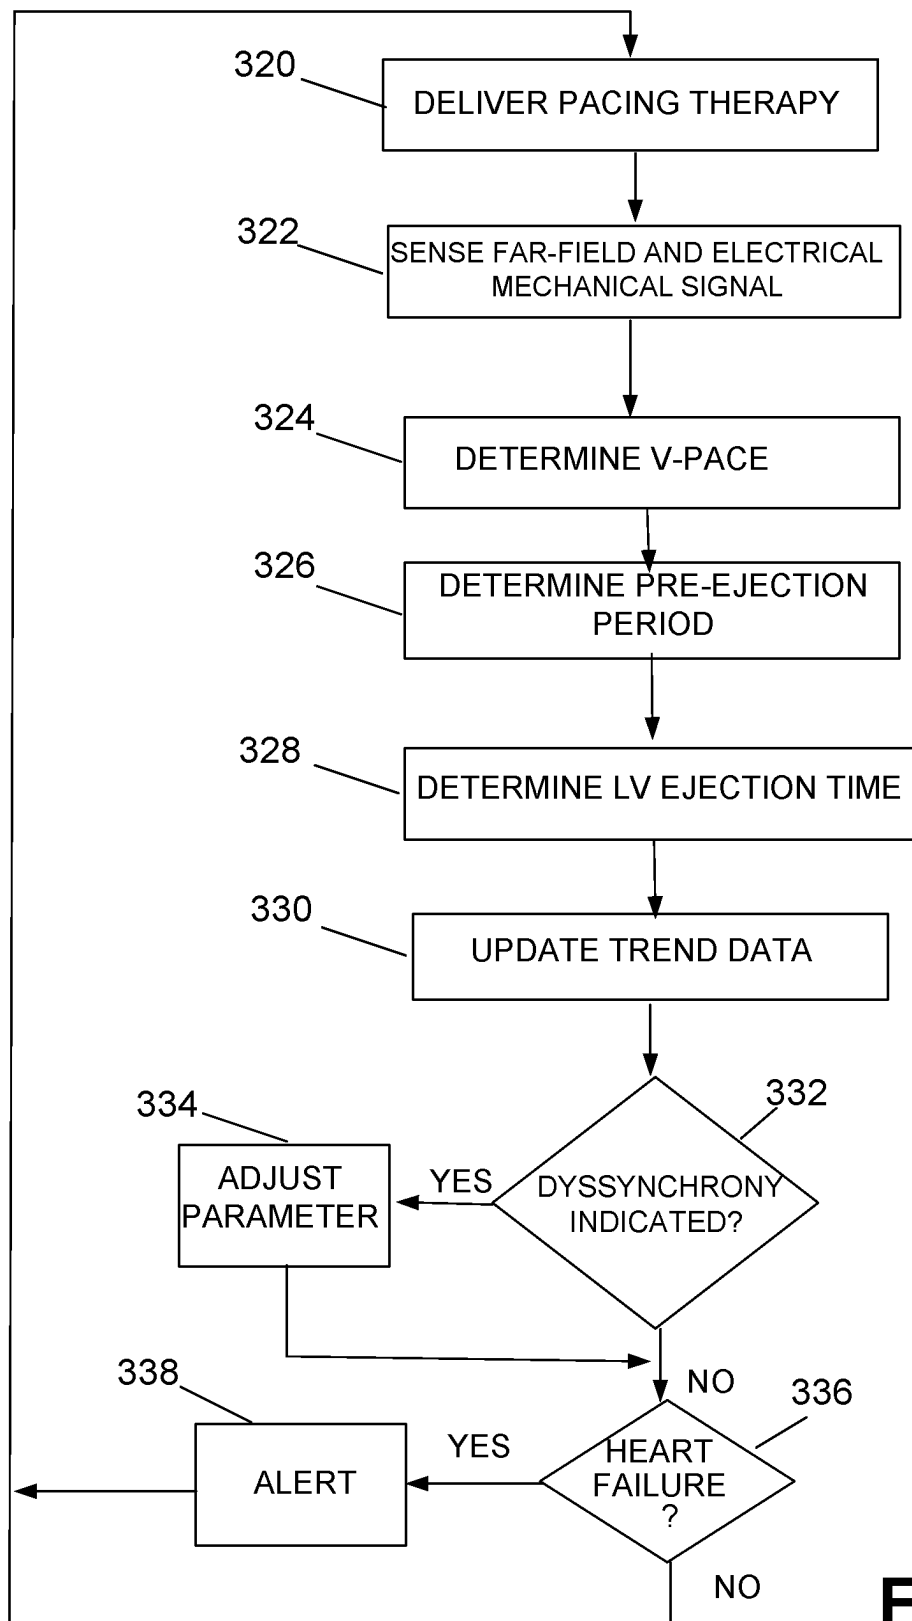 320
DELIVER PACING THERAPY
322
SENSE FAR-FIELD AND ELECTRICAL
MECHANICAL SIGNAL
324
DETERMINE V-PACE
326
DETERMINE PRE-EJECTION
PERIOD
328
DETERMINE LV EJECTION TIME
330
UPDATE TREND DATA
332
DYSSYNCHRONY
INDICATED?
YES
334
ADJUST
PARAMETER
NO
336
HEART
FAILURE
?
YES
338
ALERT
NO